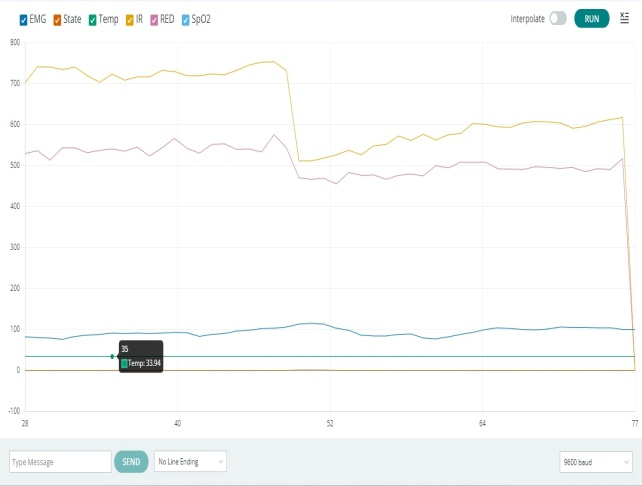 EMG State Temp IR RED SpO2 Interpolate RUN
800
700
600
500
400
300
200
100
0
-100
35
Temp: 33.94
28 40 52 64 77
Type Message SEND No Line Ending 9600 baud